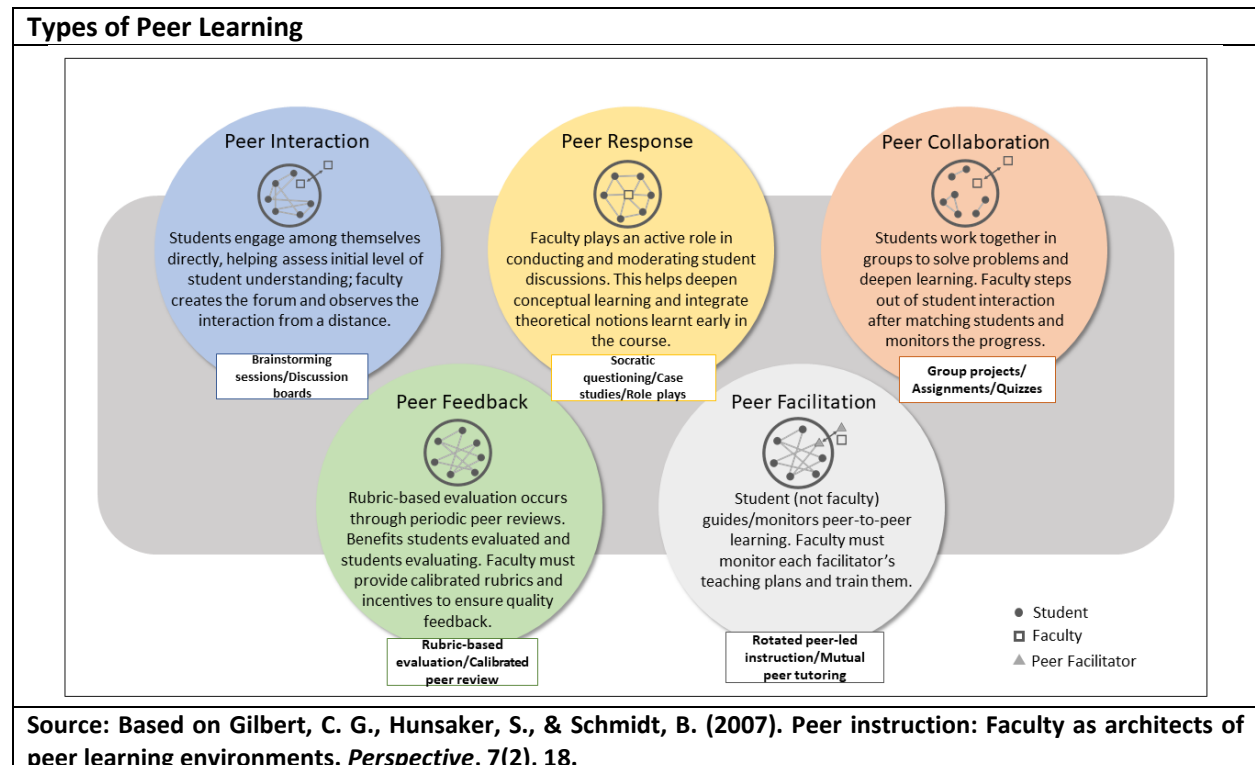 Types of Peer Learning
Peer Interaction
Students engage among themselves
directly, helping assess initial level of
student understanding; faculty
creates the forum and observes the
interaction from a distance.
Brainstorming
sessions/Discussion
boards
Peer Response
Faculty plays an active role in
conducting and moderating student
discussions. This helps deepen
conceptual learning and integrate
theoretical notions learnt early in
the course.
Socratic
questioning/Case
studies/Role plays
Peer Collaboration
Students work together in
groups to solve problems and
deepen learning. Faculty steps
out of student interaction
after matching students and
monitors the progress.
Group projects/
Assignments/Quizzes
Peer Feedback
Rubric-based evaluation occurs
through periodic peer reviews.
Benefits students evaluated and
students evaluating. Faculty must
provide calibrated rubrics and
incentives to ensure quality
feedback.
Rubric-based
evaluation/Calibrated
peer review
Peer Facilitation
Student (not faculty)
guides/monitors peer-to-peer
learning. Faculty must
monitor each facilitator's
teaching plans and train them.
Rotated peer-led
instruction/Mutual
peer tutoring
Student
Faculty
Peer Facilitator
Source: Based on Gilbert, C. G., Hunsaker, S., & Schmidt, B. (2007). Peer instruction: Faculty as architects of
peer learning environments. Perspective, 7(2), 18.